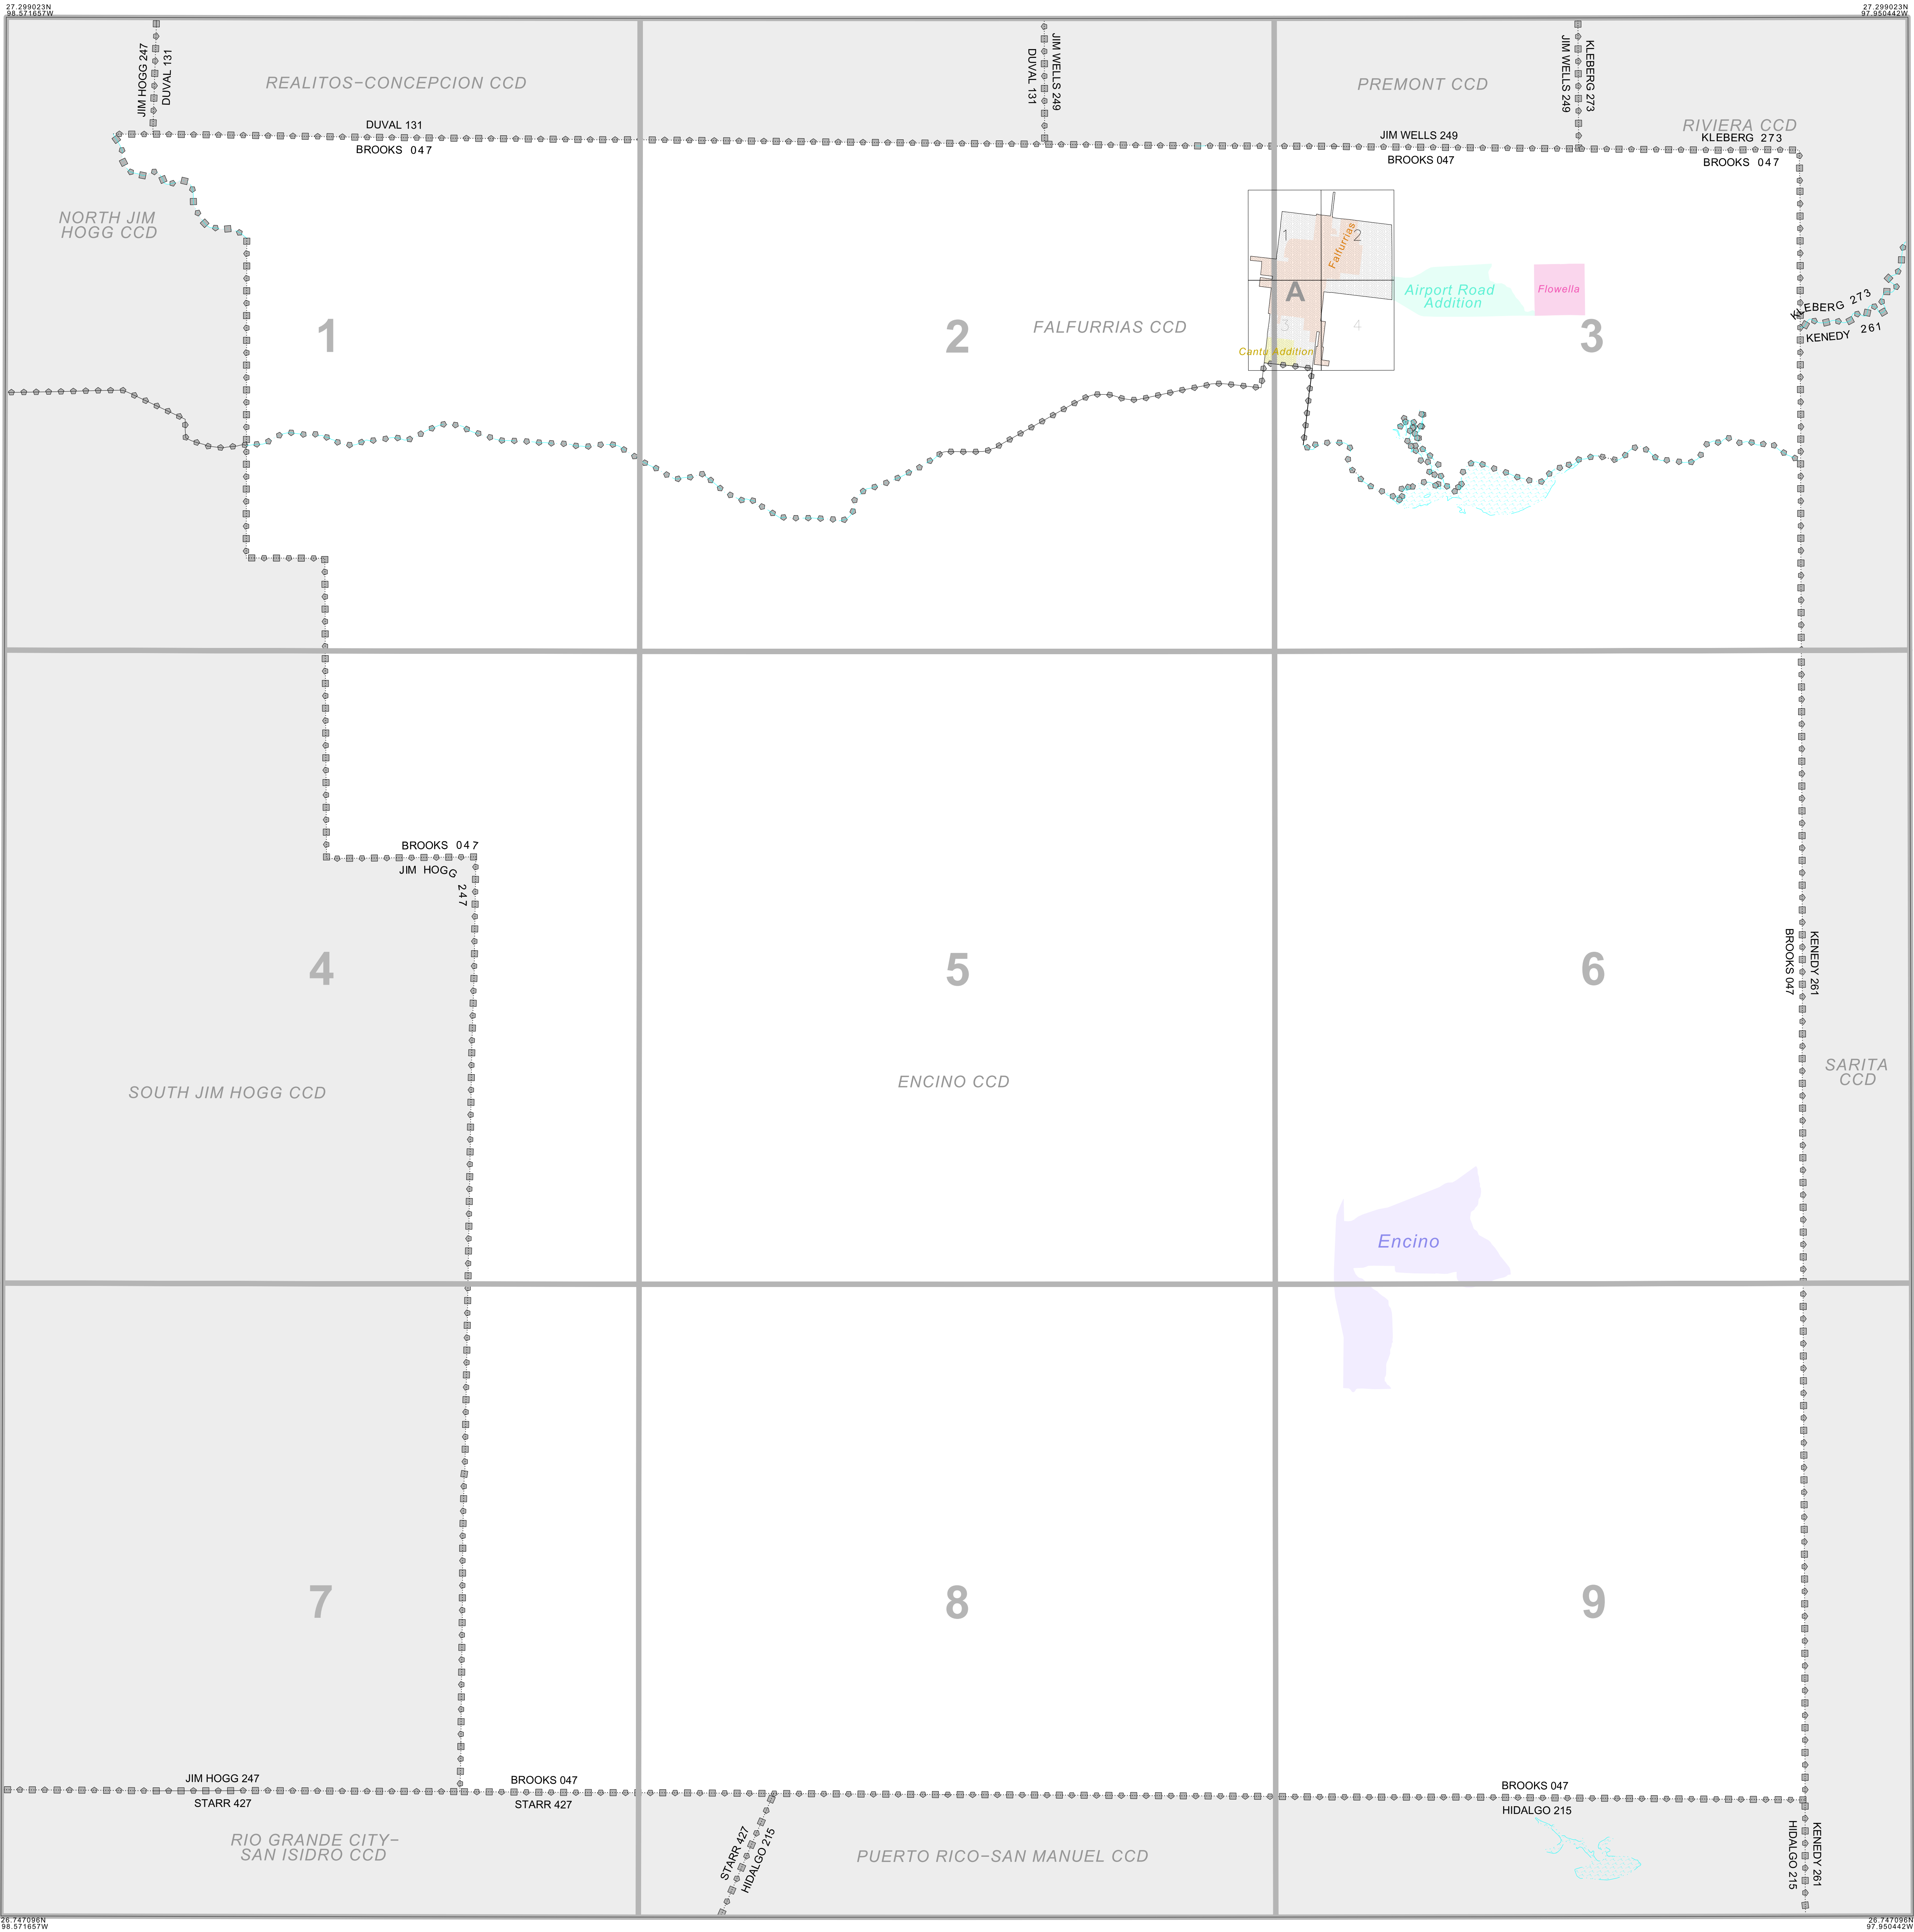 27.299023N
98.571657W
27.299023N
97.950442W
JIM HOGG 247
DUVAL 131
DUVAL 131
JIM WELLS 249
JIM WELLS 249
KLEBERG 273
REALITOS-CONCEPCION CCD
PREMONT CCD
RIVIERA CCD
DUVAL 131
BROOKS 047
JIM WELLS 249
BROOKS 047
KLEBERG 273
BROOKS 047
NORTH JIM
HOGG CCD
1
2
Falfurrias
A
3
4
Airport Road
Addition
Flowella
KLEBERG 273
KENEDY 261
1
2
FALFURRIAS CCD
3
Cantu Addition
BROOKS 047
JIM HOGG 247
4
5
6
BROOKS 047
KENEDY 261
SOUTH JIM HOGG CCD
ENCINO CCD
SARITA
CCD
Encino
7
8
9
JIM HOGG 247
STARR 427
BROOKS 047
STARR 427
BROOKS 047
HIDALGO 215
RIO GRANDE CITY-
SAN ISIDRO CCD
STARR 427
HIDALGO 215
PUERTO RICO-SAN MANUEL CCD
HIDALGO 215
KENEDY 261
26.747096N
98.571657W
26.747096N
97.950442W